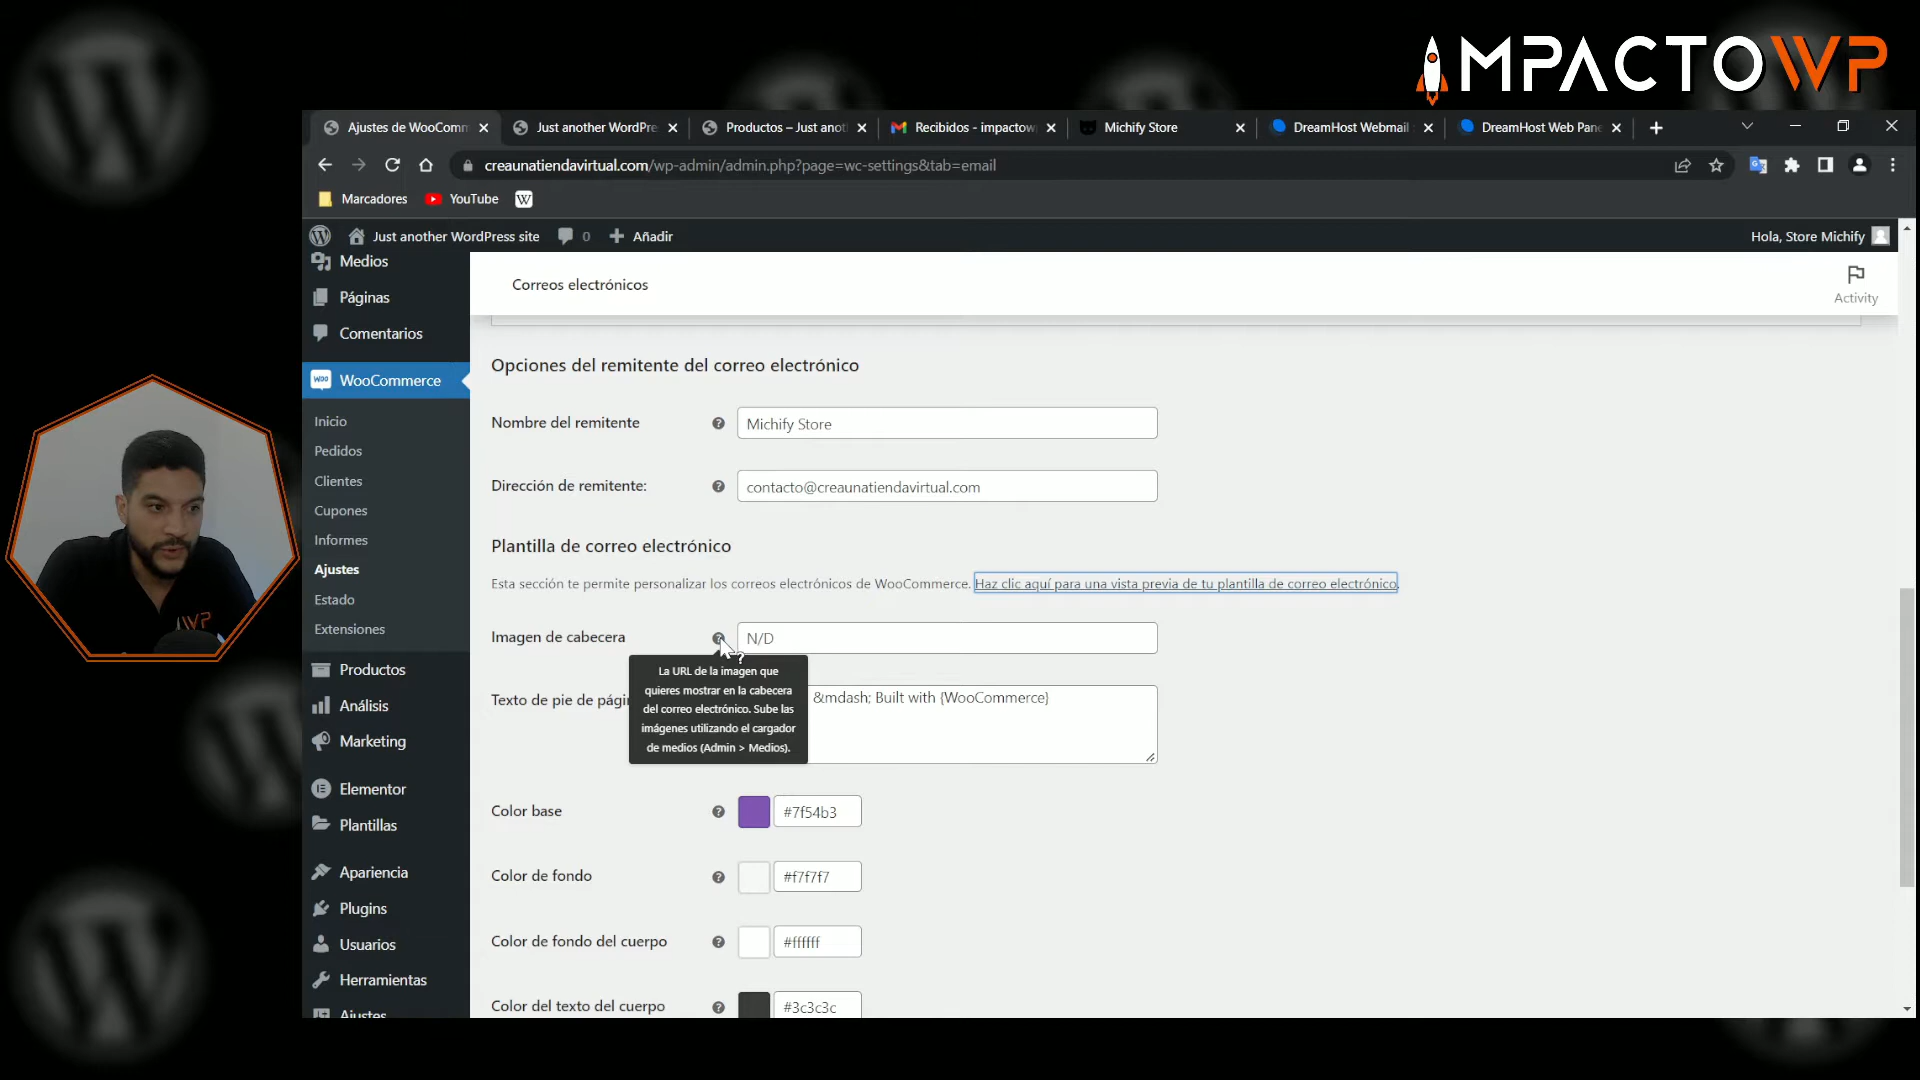 IMPACTOWP
Ajustes de WooComm
Just another WordPre
Productos – Just anot
Recibidos - impactow
Michify Store
DreamHost Webmail
DreamHost Web Pane
creaunatiendavirtual.com/wp-admin/admin.php?page=wc-settings&tab=email
Marcadores
YouTube
Just another WordPress site
0
Añadir
Hola, Store Michify
Medios
Páginas
Comentarios
WooCommerce
Inicio
Pedidos
Clientes
Cupones
Informes
Ajustes
Estado
Extensiones
Productos
Análisis
Marketing
Elementor
Plantillas
Apariencia
Plugins
Usuarios
Herramientas
Ajustes
Correos electrónicos
Activity
Opciones del remitente del correo electrónico
Nombre del remitente
Michify Store
Dirección de remitente:
contacto@creaunatiendavirtual.com
Plantilla de correo electrónico
Esta sección te permite personalizar los correos electrónicos de WooCommerce. Haz clic aquí para una vista previa de tu plantilla de correo electrónico.
Imagen de cabecera
N/D
La URL de la imagen que
quieres mostrar en la cabecera
del correo electrónico. Sube las
imágenes utilizando el cargador
de medios (Admin > Medios).
Texto de pie de págin
&mdash; Built with {WooCommerce}
Color base
#7f54b3
Color de fondo
#f7f7f7
Color de fondo del cuerpo
#ffffff
Color del texto del cuerpo
#3c3c3c
WP